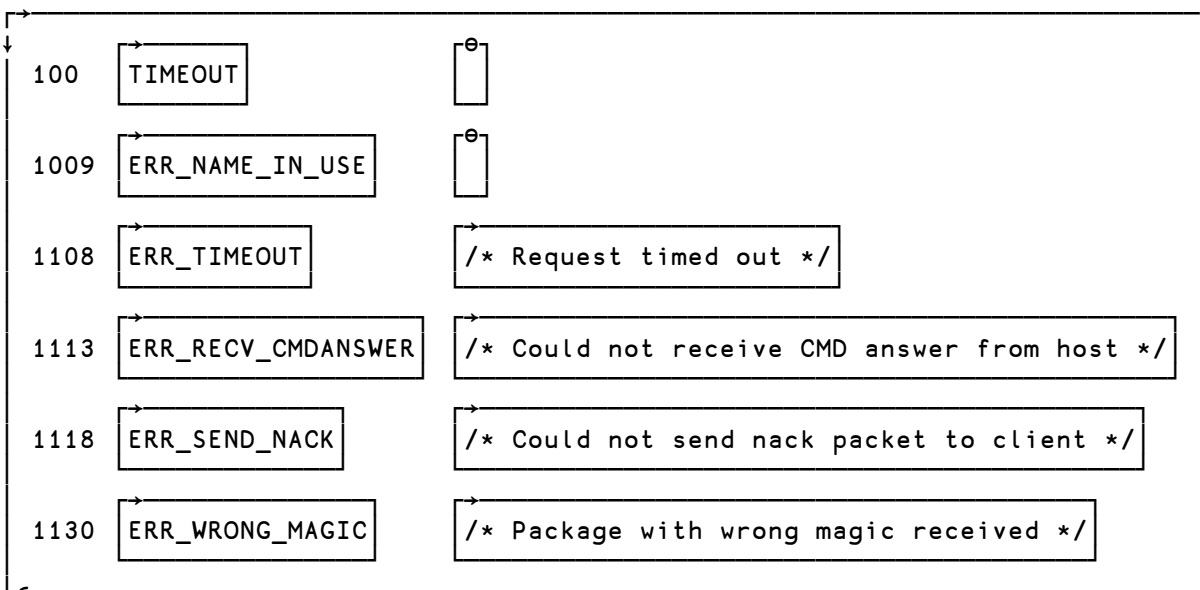 100 TIMEOUT
1009 ERR_NAME_IN_USE
1108 ERR_TIMEOUT /* Request timed out */
1113 ERR_RECV_CMDANSWER /* Could not receive CMD answer from host */
1118 ERR_SEND_NACK /* Could not send nack packet to client */
1130 ERR_WRONG_MAGIC /* Package with wrong magic received */